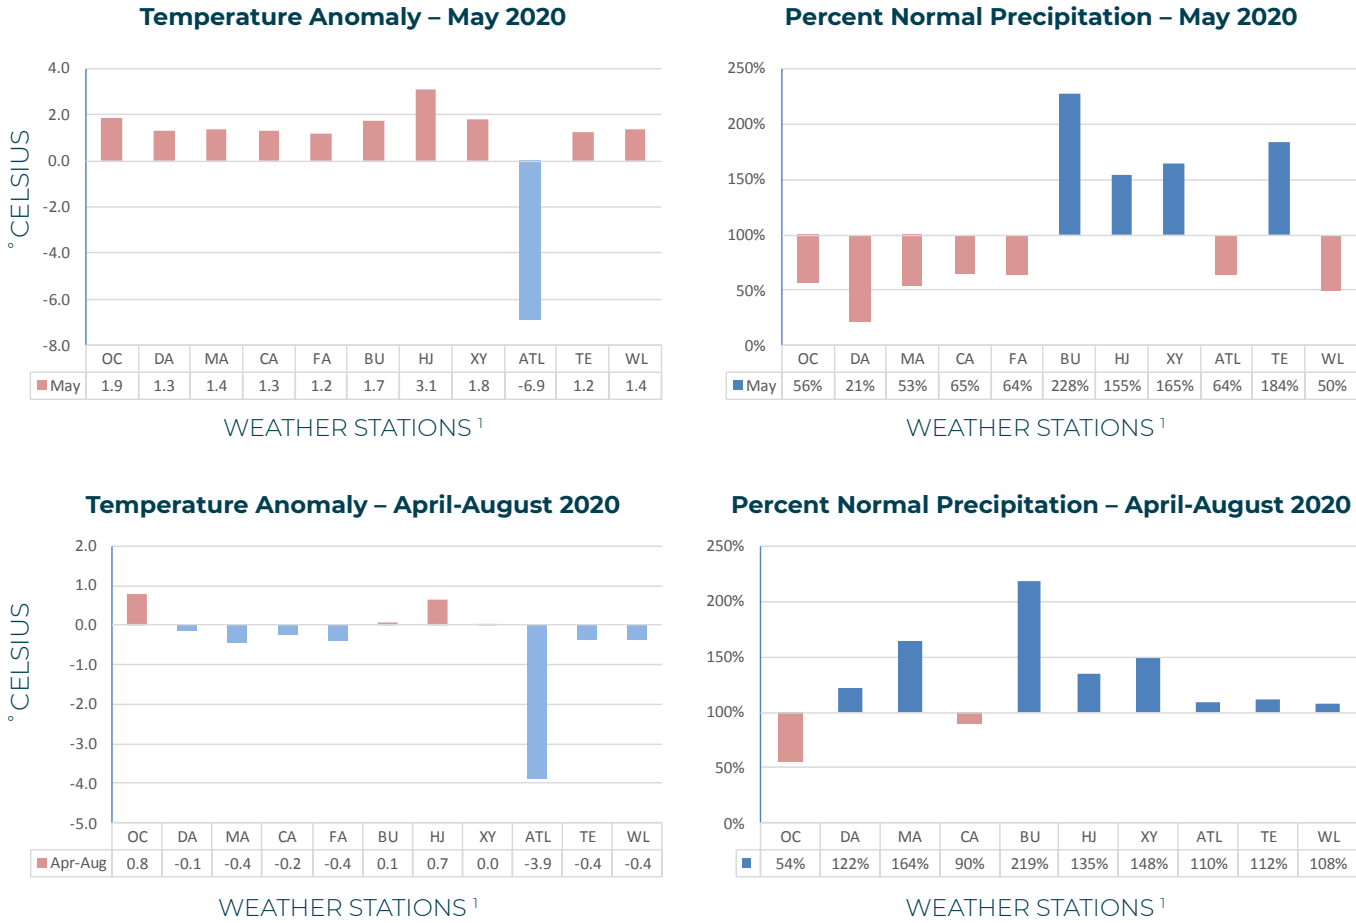 Temperature Anomaly – May 2020
4.0
2.0
0.0
-2.0
-4.0
-6.0
-8.0
°CELSIUS
OC DA MA CA FA BU HJ XY ATL TE WL
May 1.9 1.3 1.4 1.3 1.2 1.7 3.1 1.8 -6.9 1.2 1.4
WEATHER STATIONS 1
Percent Normal Precipitation – May 2020
250%
200%
150%
100%
50%
0%
OC DA MA CA FA BU HJ XY ATL TE WL
May 56% 21% 53% 65% 64% 228% 155% 165% 64% 184% 50%
WEATHER STATIONS 1
Temperature Anomaly – April-August 2020
2.0
1.0
0.0
-1.0
-2.0
-3.0
-4.0
-5.0
°CELSIUS
OC DA MA CA FA BU HJ XY ATL TE WL
Apr-Aug 0.8 -0.1 -0.4 -0.2 -0.4 0.1 0.7 0.0 -3.9 -0.4 -0.4
WEATHER STATIONS 1
Percent Normal Precipitation – April-August 2020
250%
200%
150%
100%
50%
0%
OC DA MA CA BU HJ XY ATL TE WL
54% 122% 164% 90% 219% 135% 148% 110% 112% 108%
WEATHER STATIONS 1